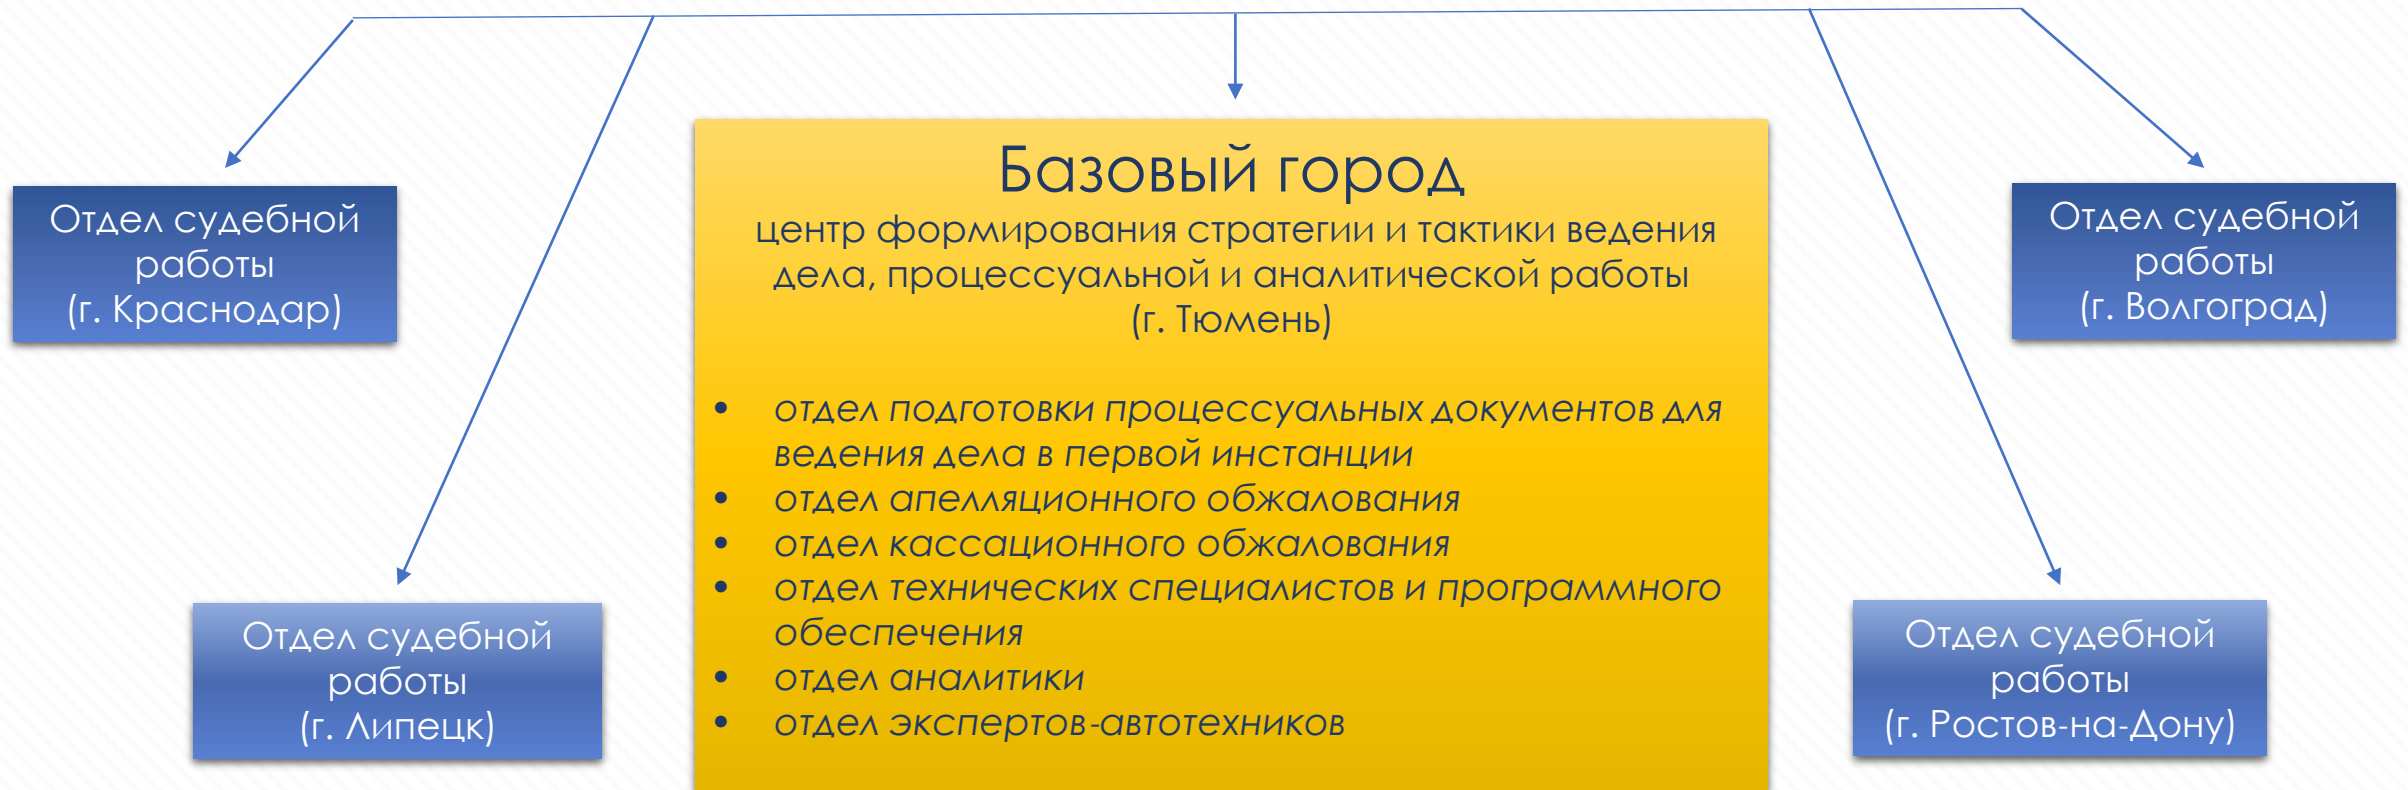 Отдел судебной
работы
(г. Краснодар)
Базовый город
центр формирования стратегии и тактики ведения
дела, процессуальной и аналитической работы
(г. Тюмень)
• отдел подготовки процессуальных документов для
ведения дела в первой инстанции
• отдел апелляционного обжалования
• отдел кассационного обжалования
• отдел технических специалистов и программного
обеспечения
• отдел аналитики
• отдел экспертов-автотехников
Отдел судебной
работы
(г. Волгоград)
Отдел судебной
работы
(г. Липецк)
Отдел судебной
работы
(г. Ростов-на-Дону)